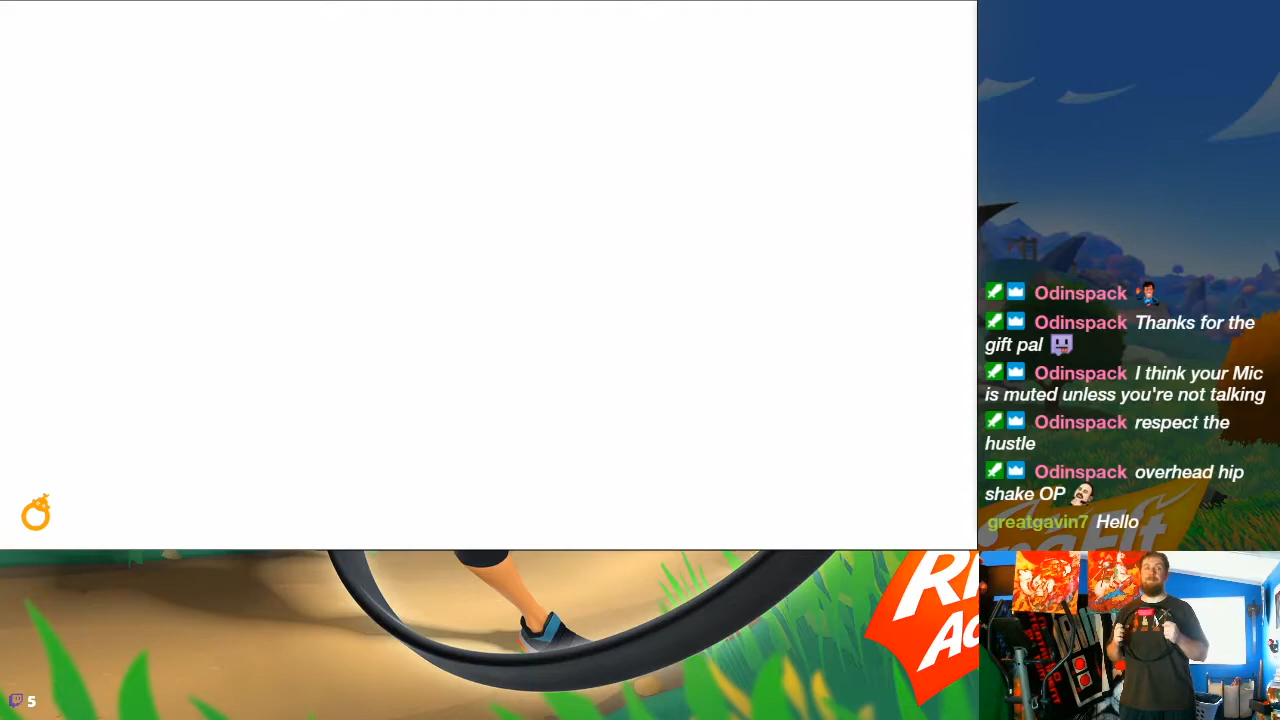 Odinspack
Odinspack Thanks for the
gift pal
Odinspack I think your Mic
is muted unless you're not talking
Odinspack respect the
hustle
Odinspack overhead hip
shake OP
greatgavin7 Hello
5